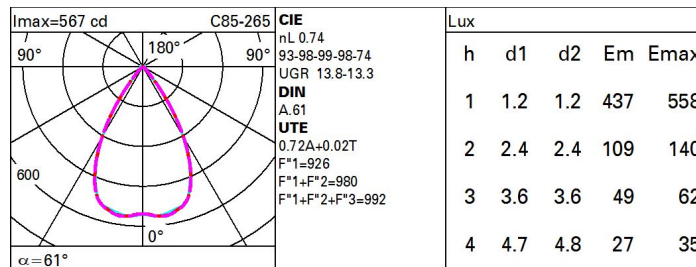 Imax=567 cd C85-265
90° 180° 90°
600
0°
α=61°
CIE
nL 0.74
93-98-99-98-74
UGR 13.8-13.3
DIN
A.61
UTE
0.72A+0.02T
F"1=926
F"1+F"2=980
F"1+F"2+F"3=992
Lux
h d1 d2 Em Emax
1 1.2 1.2 437 558
2 2.4 2.4 109 140
3 3.6 3.6 49 62
4 4.7 4.8 27 35